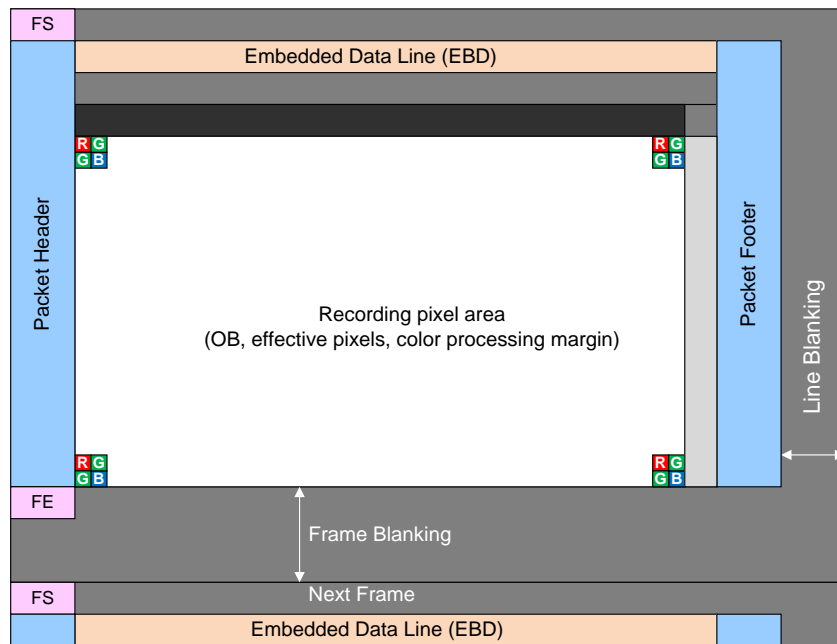 FS
Embedded Data Line (EBD)
R G
G B
R G
G B
Packet Header
Packet Footer
Line Blanking
Recording pixel area
(OB, effective pixels, color processing margin)
R G
G B
R G
G B
FE
Frame Blanking
FS
Next Frame
Embedded Data Line (EBD)